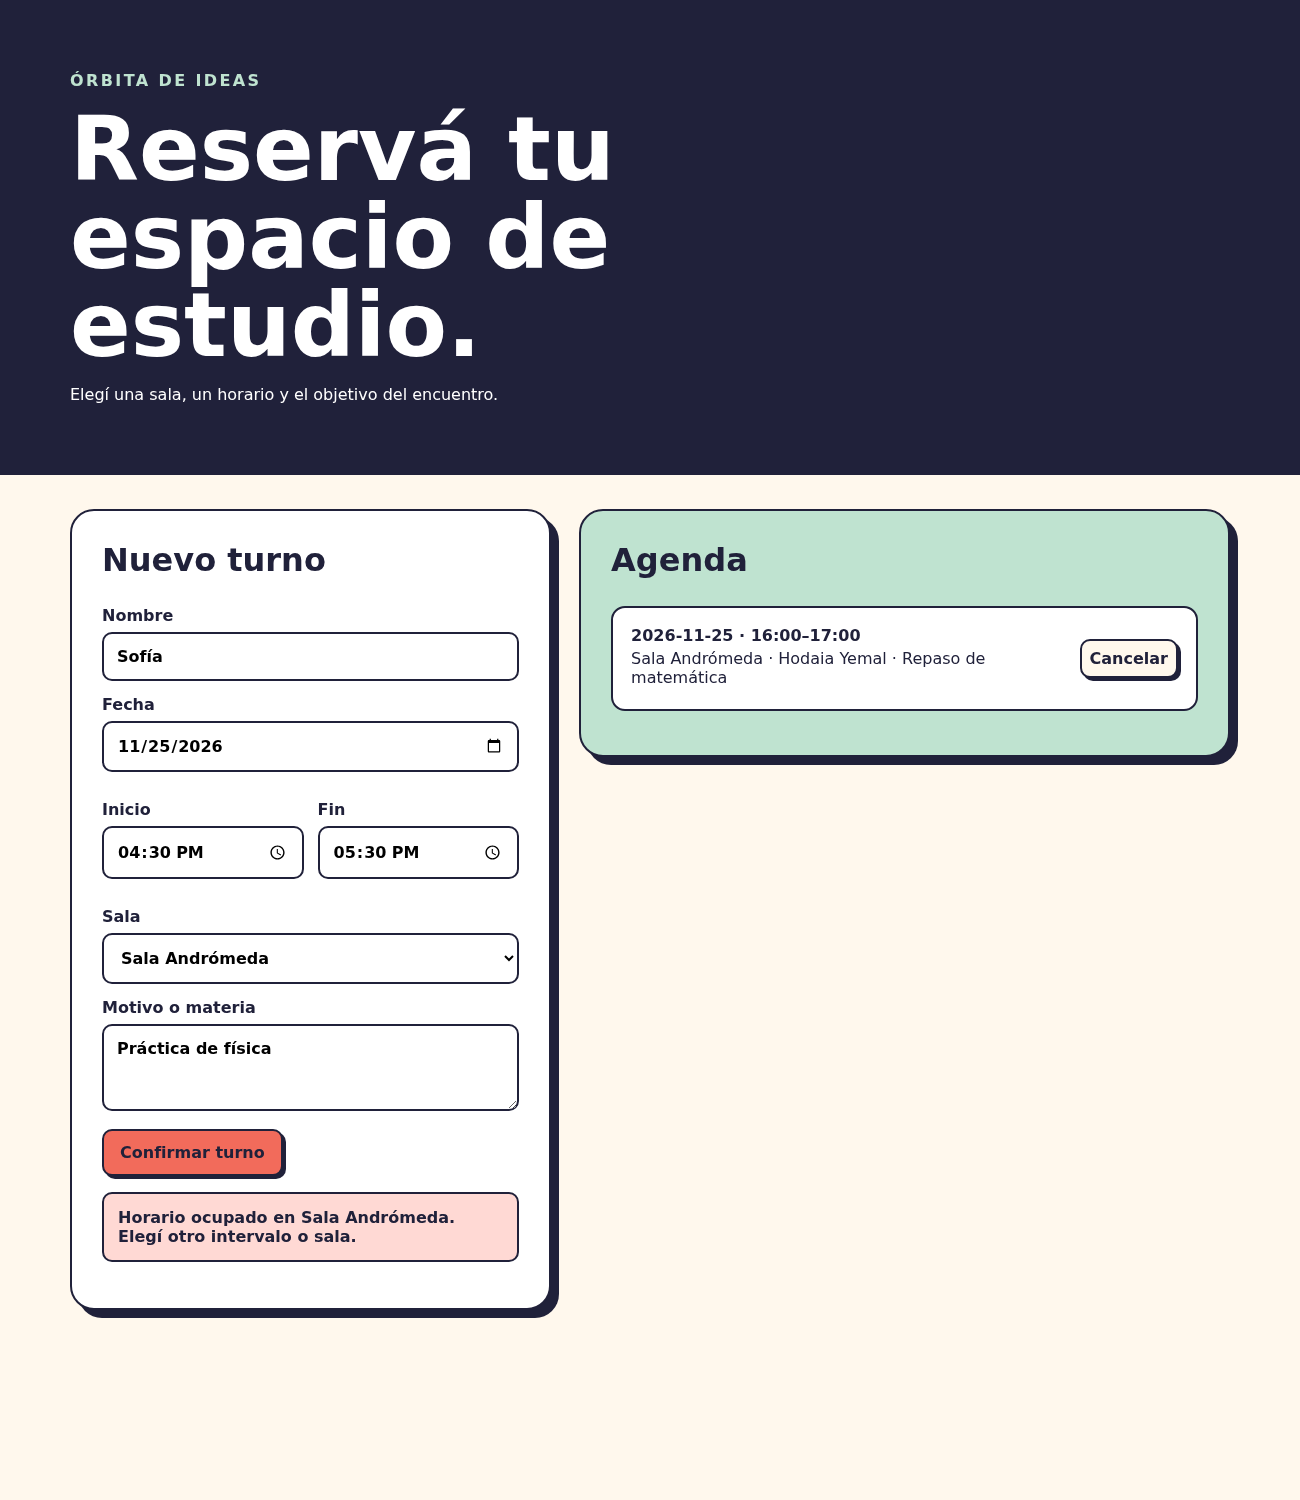 ÓRBITA DE IDEAS
Reservá tu
espacio de
estudio.
Elegí una sala, un horario y el objetivo del encuentro.
Nuevo turno
Nombre
Sofía
Fecha
11/25/2026
Inicio
Fin
04:30 PM
05:30 PM
Sala
Sala Andrómeda
Motivo o materia
Práctica de física
Confirmar turno
Horario ocupado en Sala Andrómeda.
Elegí otro intervalo o sala.
Agenda
2026-11-25 · 16:00–17:00
Sala Andrómeda · Hodaia Yemal · Repaso de
matemática
Cancelar